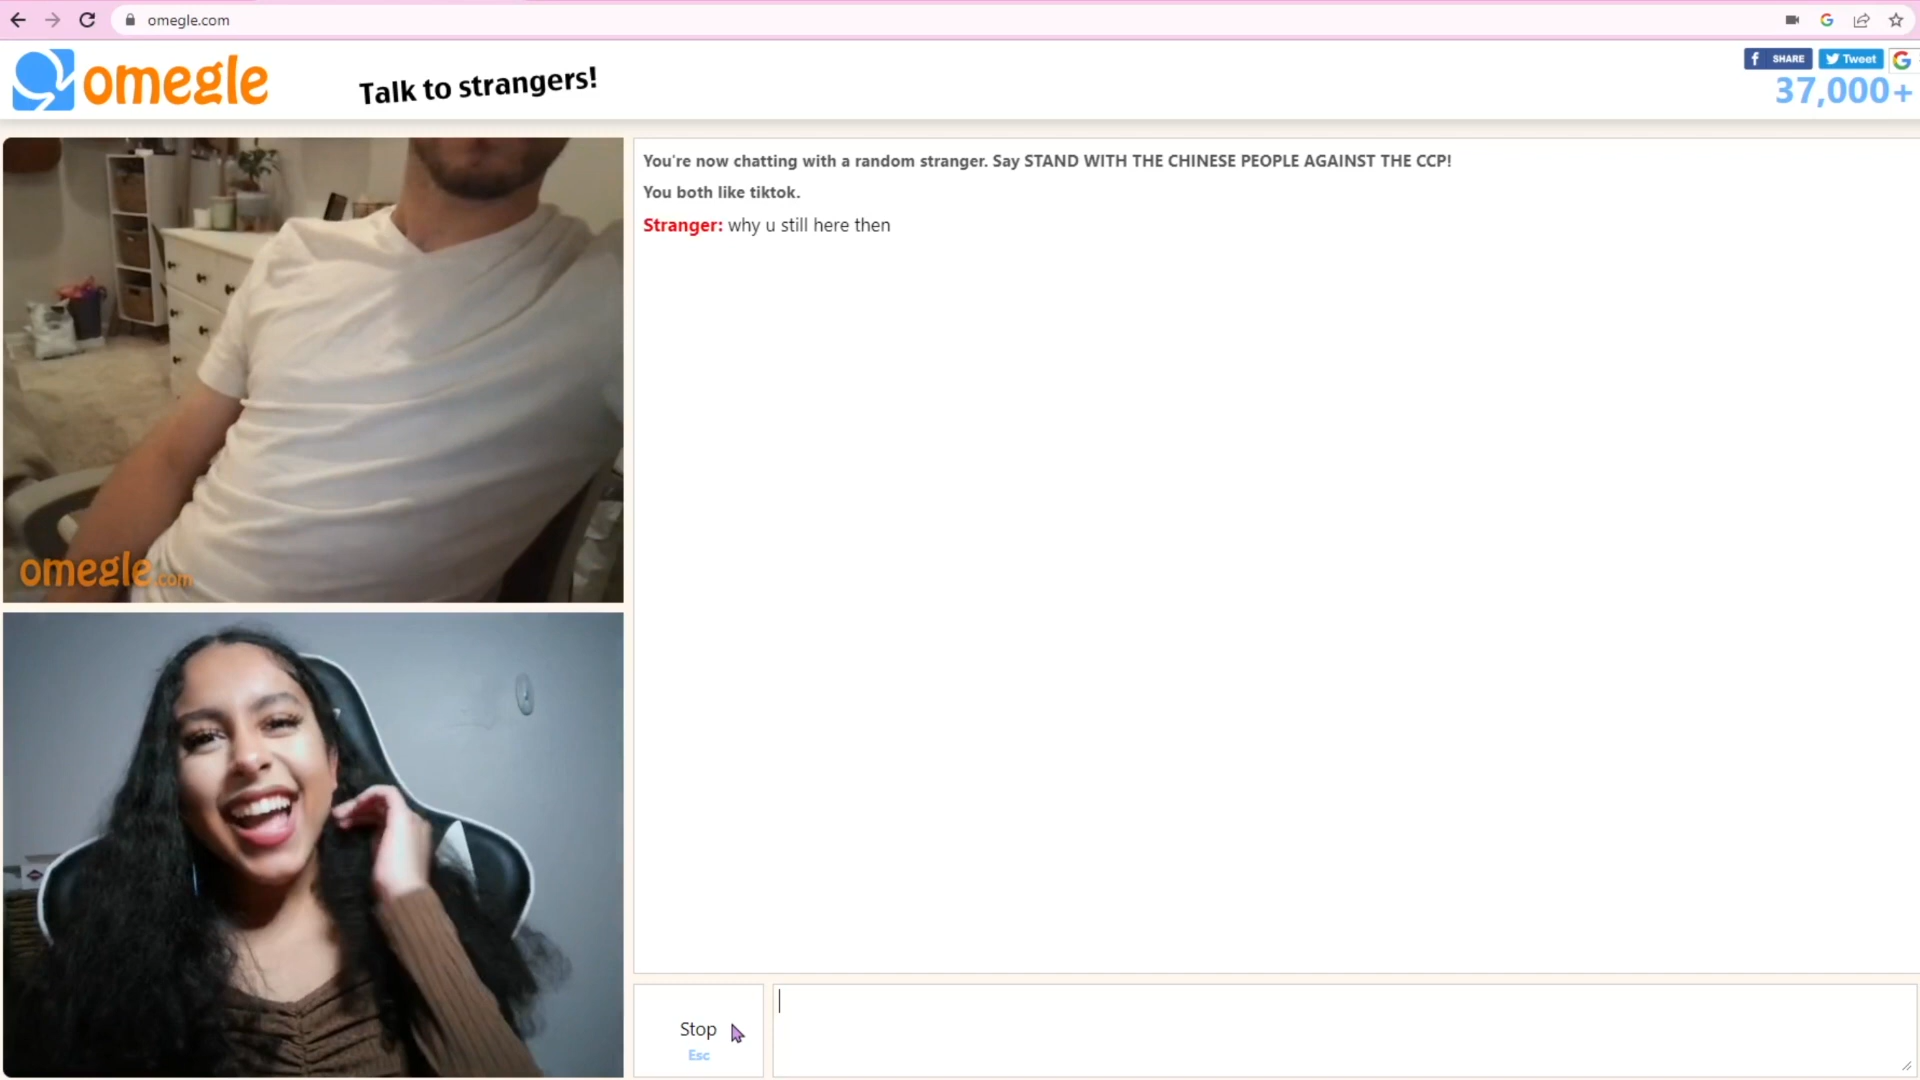 omegle.com
omegle
Talk to strangers!
f SHARE
Tweet
G
37,000+
You're now chatting with a random stranger. Say STAND WITH THE CHINESE PEOPLE AGAINST THE CCP!
You both like tiktok.
Stranger: why u still here then
omegle.com
Stop
Esc